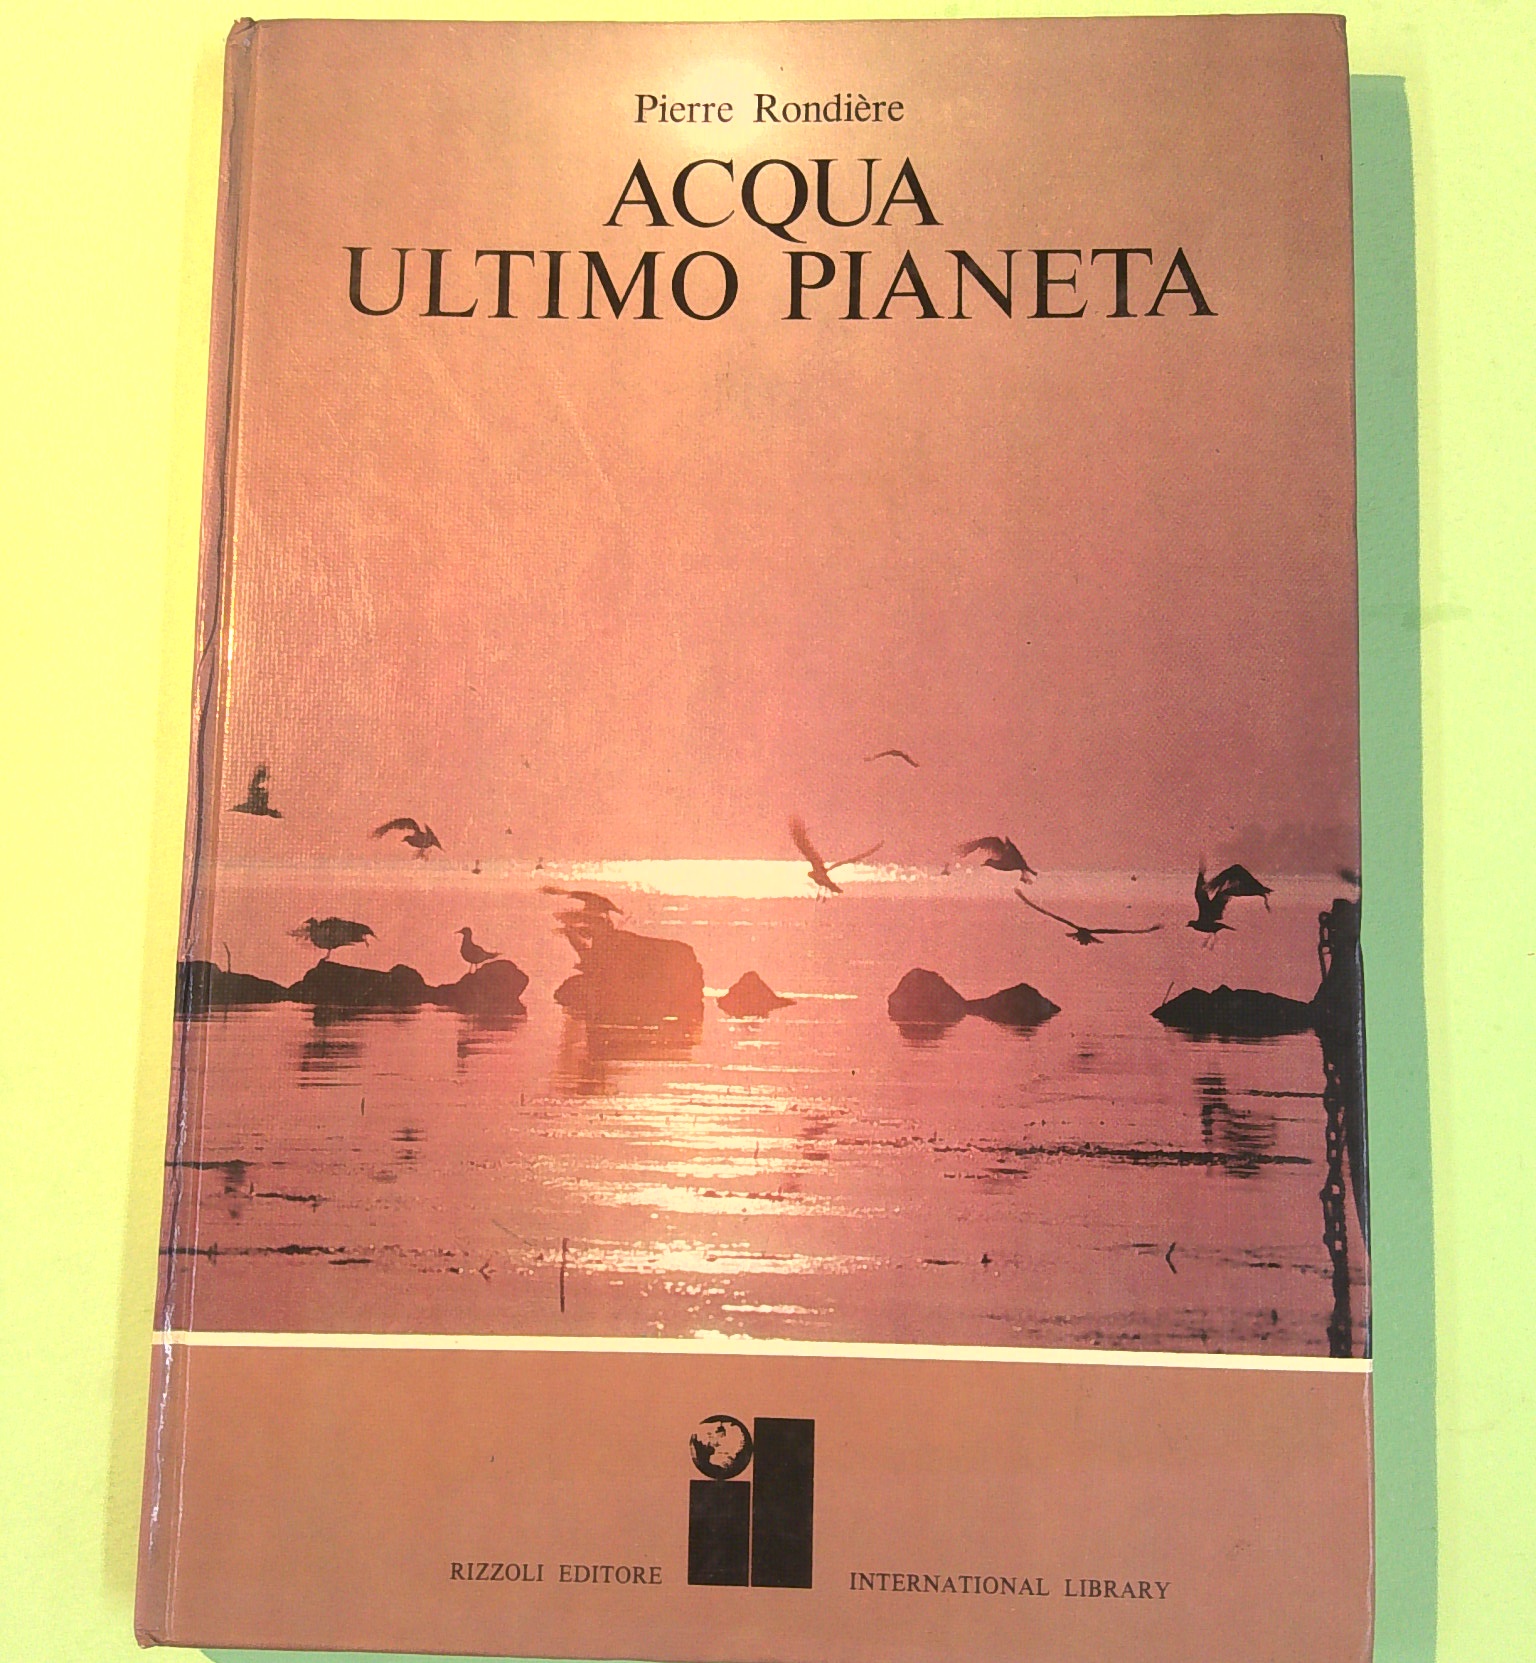 Pierre Rondière
ACQUA
ULTIMO PIANETA
RIZZOLI EDITORE
INTERNATIONAL LIBRARY